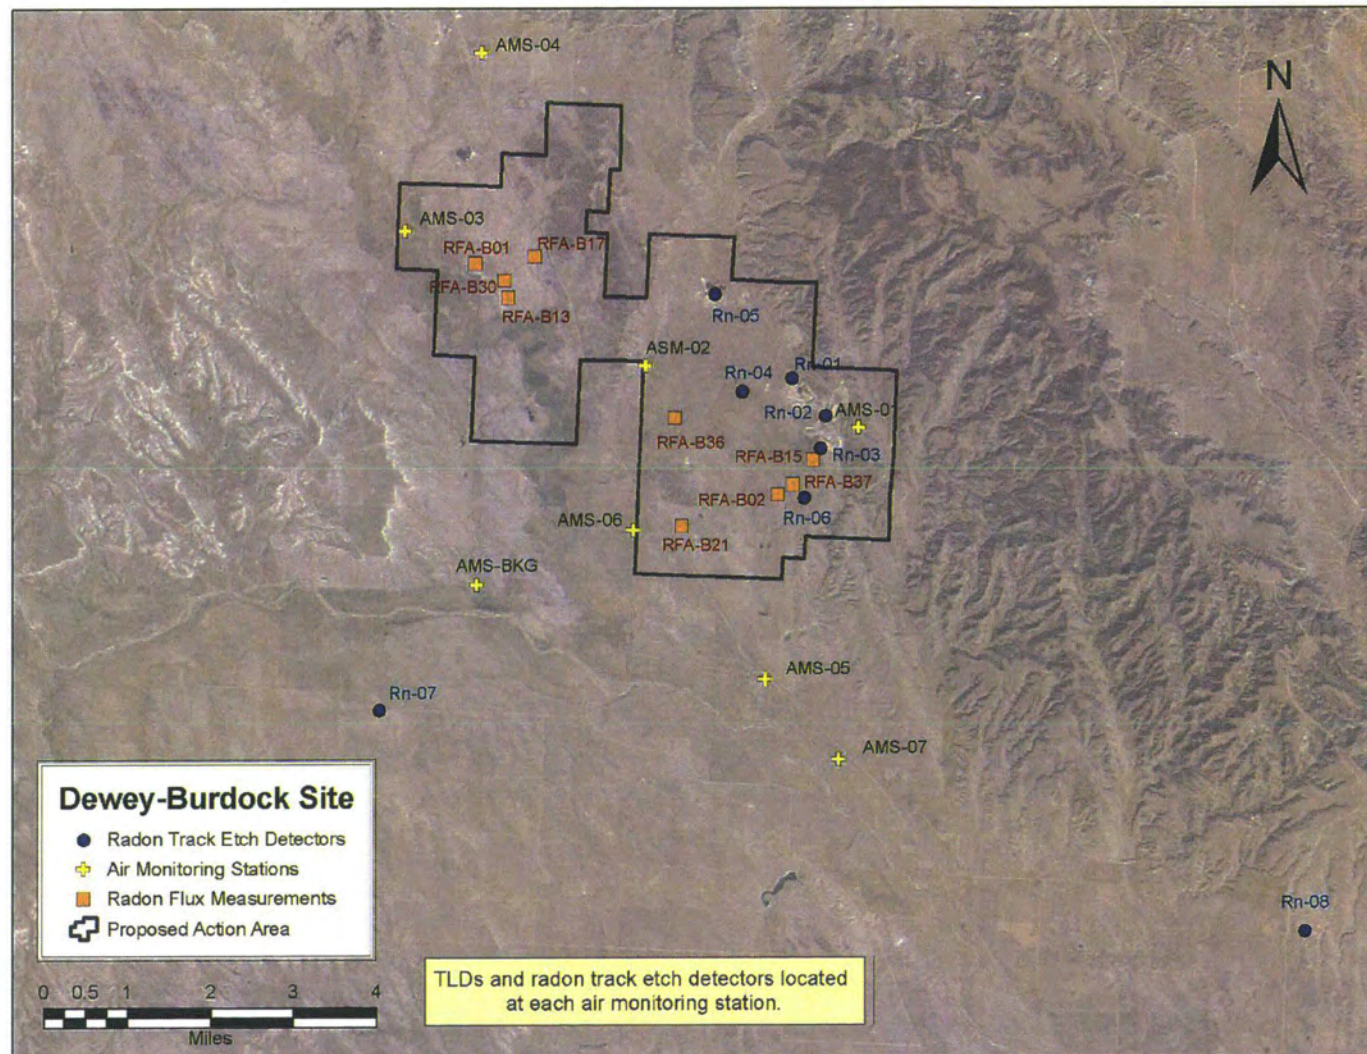 AMS-04
N
AMS-03
RFA-B17
RFA-B01
RFA-B30
RFA-B13
Rn-05
ASM-02
Rn-04
Rn-01
Rn-02
AMS-01
RFA-B36
RFA-B15
Rn-03
RFA-B37
RFA-B02
Rn-06
AMS-06
RFA-B21
AMS-BKG
AMS-05
Rn-07
AMS-07
Rn-08
Dewey-Burdock Site
Radon Track Etch Detectors
Air Monitoring Stations
Radon Flux Measurements
Proposed Action Area
0 0.5 1 2 3 4
Miles
TLDs and radon track etch detectors located
at each air monitoring station.